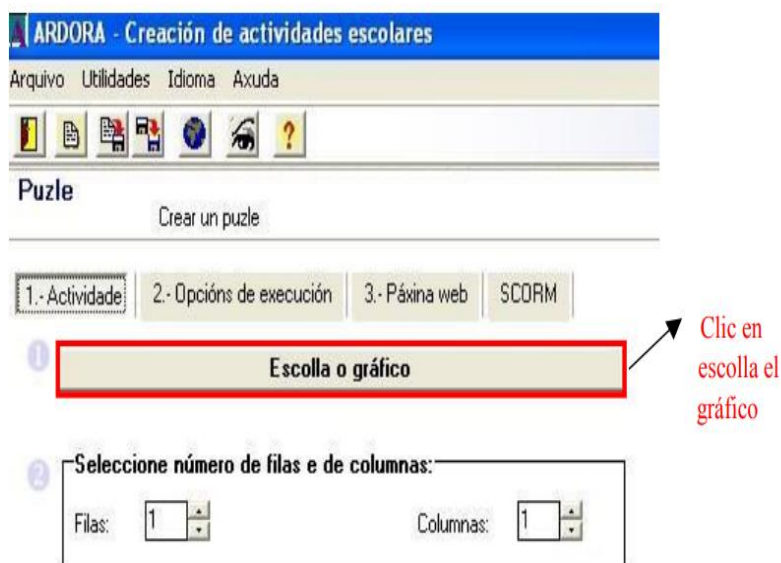 ARDORA - Creación de actividades escolares
Arquivo Utilidades Idioma Axuda
?
Puzle
Crear un puzle
1.- Actividade 2.- Opcións de execución 3.- Páxina web SCORM
1 Escolla o gráfico
Clic en
escolla el
gráfico
2 Seleccione número de filas e de columnas:
Filas: 1 Columnas: 1